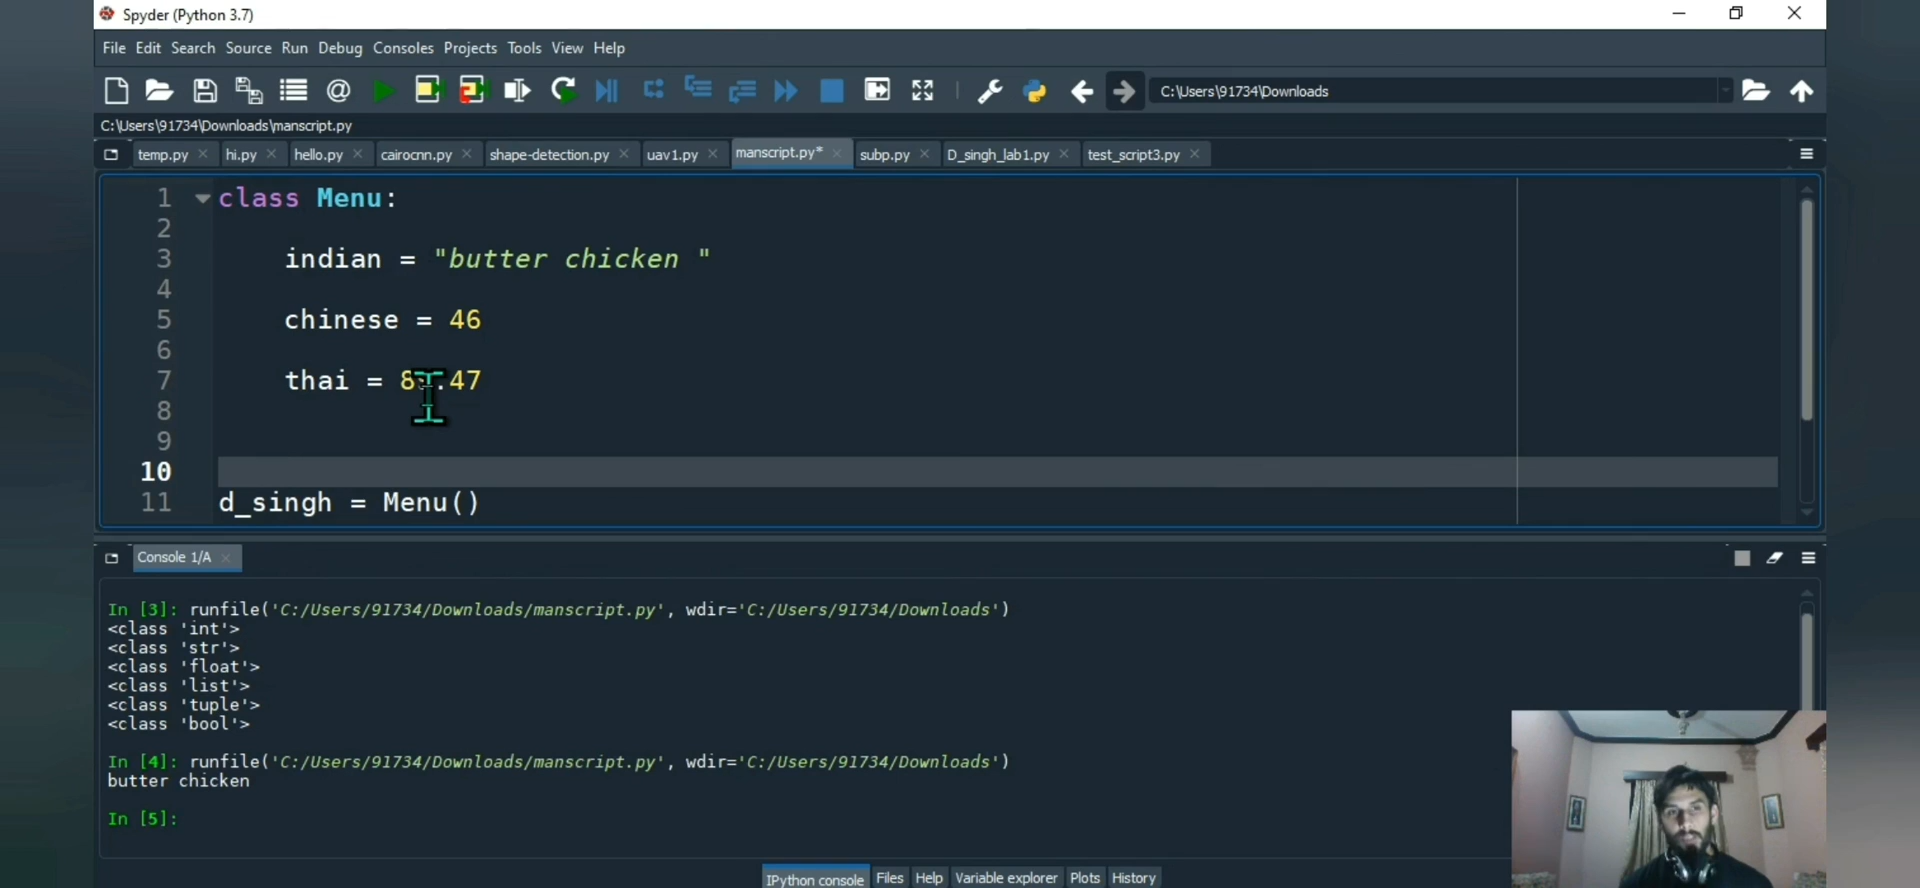 Spyder (Python 3.7)
File Edit Search Source Run Debug Consoles Projects Tools View Help
C:\Users\91734\Downloads
C:\Users\91734\Downloads\manscript.py
temp.py hi.py hello.py cairocnn.py shape-detection.py uav1.py manscript.py* subp.py D_singh_lab1.py test_script3.py
1 class Menu:
2
3 indian = "butter chicken "
4
5 chinese = 46
6
7 thai =
8
9
10
11 d_singh = Menu()
Console 1/A
In [3]: runfile('C:/Users/91734/Downloads/manscript.py', wdir='C:/Users/91734/Downloads')
<class 'int'>
<class 'str'>
<class 'float'>
<class 'list'>
<class 'tuple'>
<class 'bool'>
In [4]: runfile('C:/Users/91734/Downloads/manscript.py', wdir='C:/Users/91734/Downloads')
butter chicken
In [5]:
IPython console Files Help Variable explorer Plots History